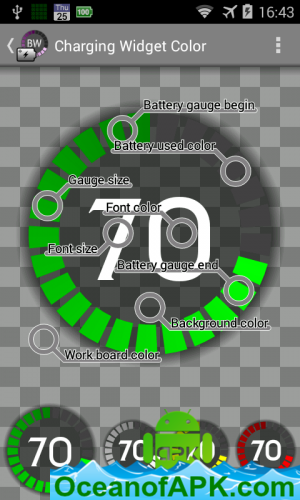 Thu
25
100
16:43
BW
Charging Widget Color
Battery gauge begin
Battery used color
Gauge size
Font color
70
Font size
Battery gauge end
Background color
Work board color
70
70
APK
OceanofAPK.com